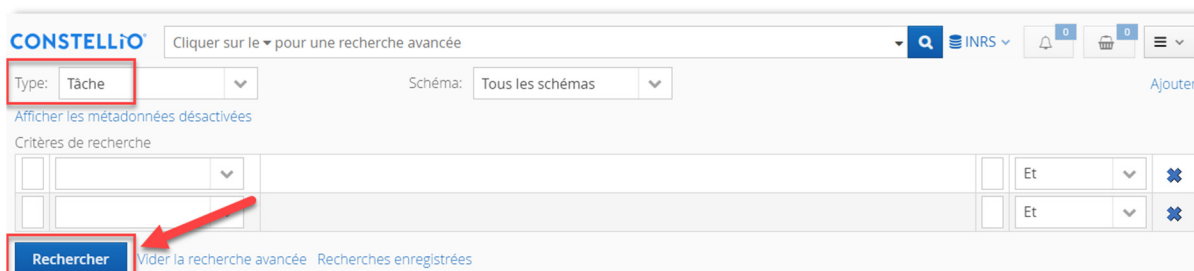 CONSTELLIO Cliquer sur le ▾ pour une recherche avancée INRS 0 0
Type: Tâche Schéma: Tous les schémas Ajouter
Afficher les métadonnées désactivées
Critères de recherche
Et
Et
Rechercher Vider la recherche avancée Recherches enregistrées